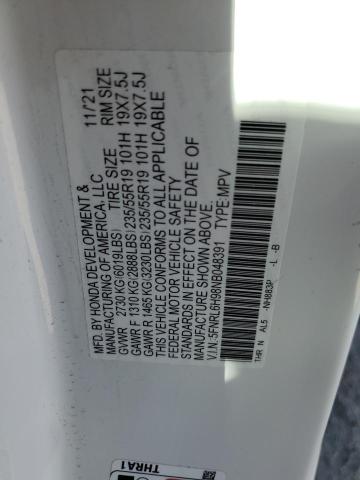 MFD. BY HONDA DEVELOPMENT & 11/21
MANUFACTURING OF AMERICA, LLC
TIRE SIZE RIM SIZE
GVWR 2730 KG(6019LBS)
GAWR F 1310 KG(2888LBS) 235/55R19 101H 19X7.5J
GAWR R 1465 KG(3230LBS) 235/55R19 101H 19X7.5J
THIS VEHICLE CONFORMS TO ALL APPLICABLE
FEDERAL MOTOR VEHICLE SAFETY
STANDARDS IN EFFECT ON THE DATE OF
MANUFACTURE SHOWN ABOVE.
V.I.N.:5FNRL6H98NB048391 TYPE:MPV
THR N AL5 -NH883P -L -B
THRA1